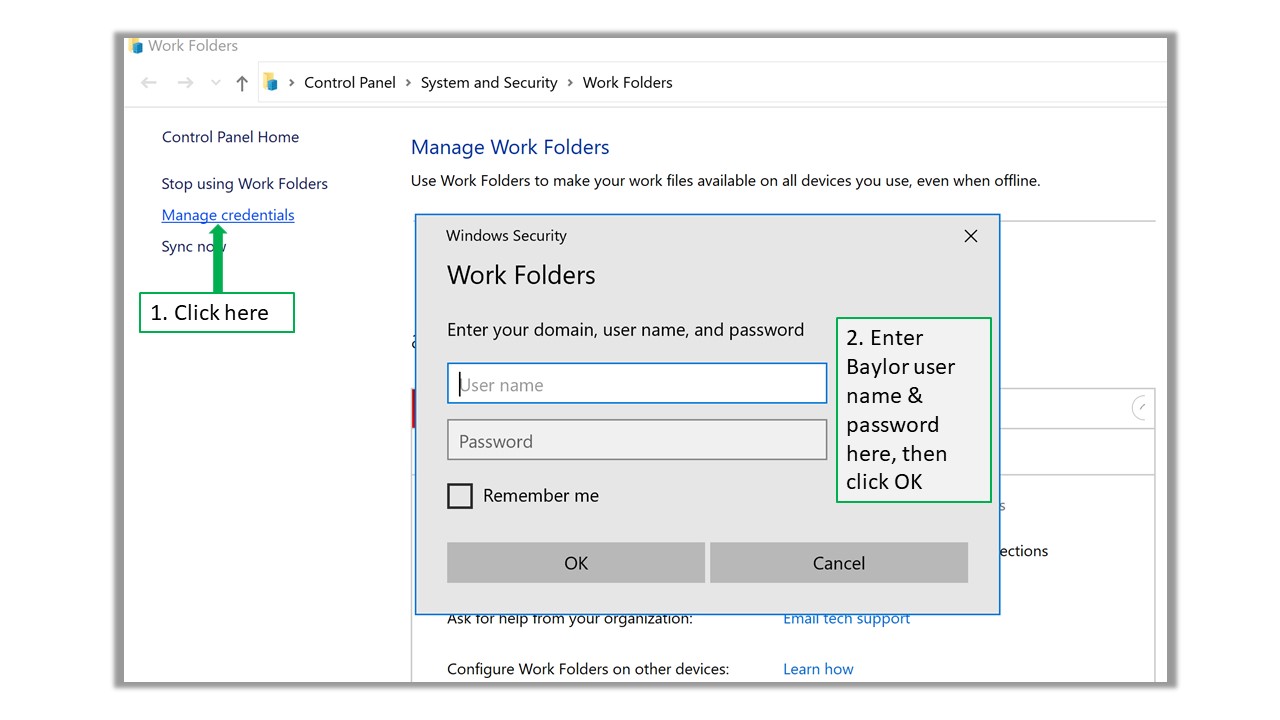 Work Folders
Control Panel > System and Security > Work Folders
Control Panel Home
Stop using Work Folders
Manage credentials
Sync now
1. Click here
Manage Work Folders
Use Work Folders to make your work files available on all devices you use, even when offline.
Windows Security
Work Folders
Enter your domain, user name, and password
User name
Password
Remember me
OK
Cancel
2. Enter
Baylor user
name &
password
here, then
click OK
Ask for help from your organization:
Email tech support
Configure Work Folders on other devices:
Learn how